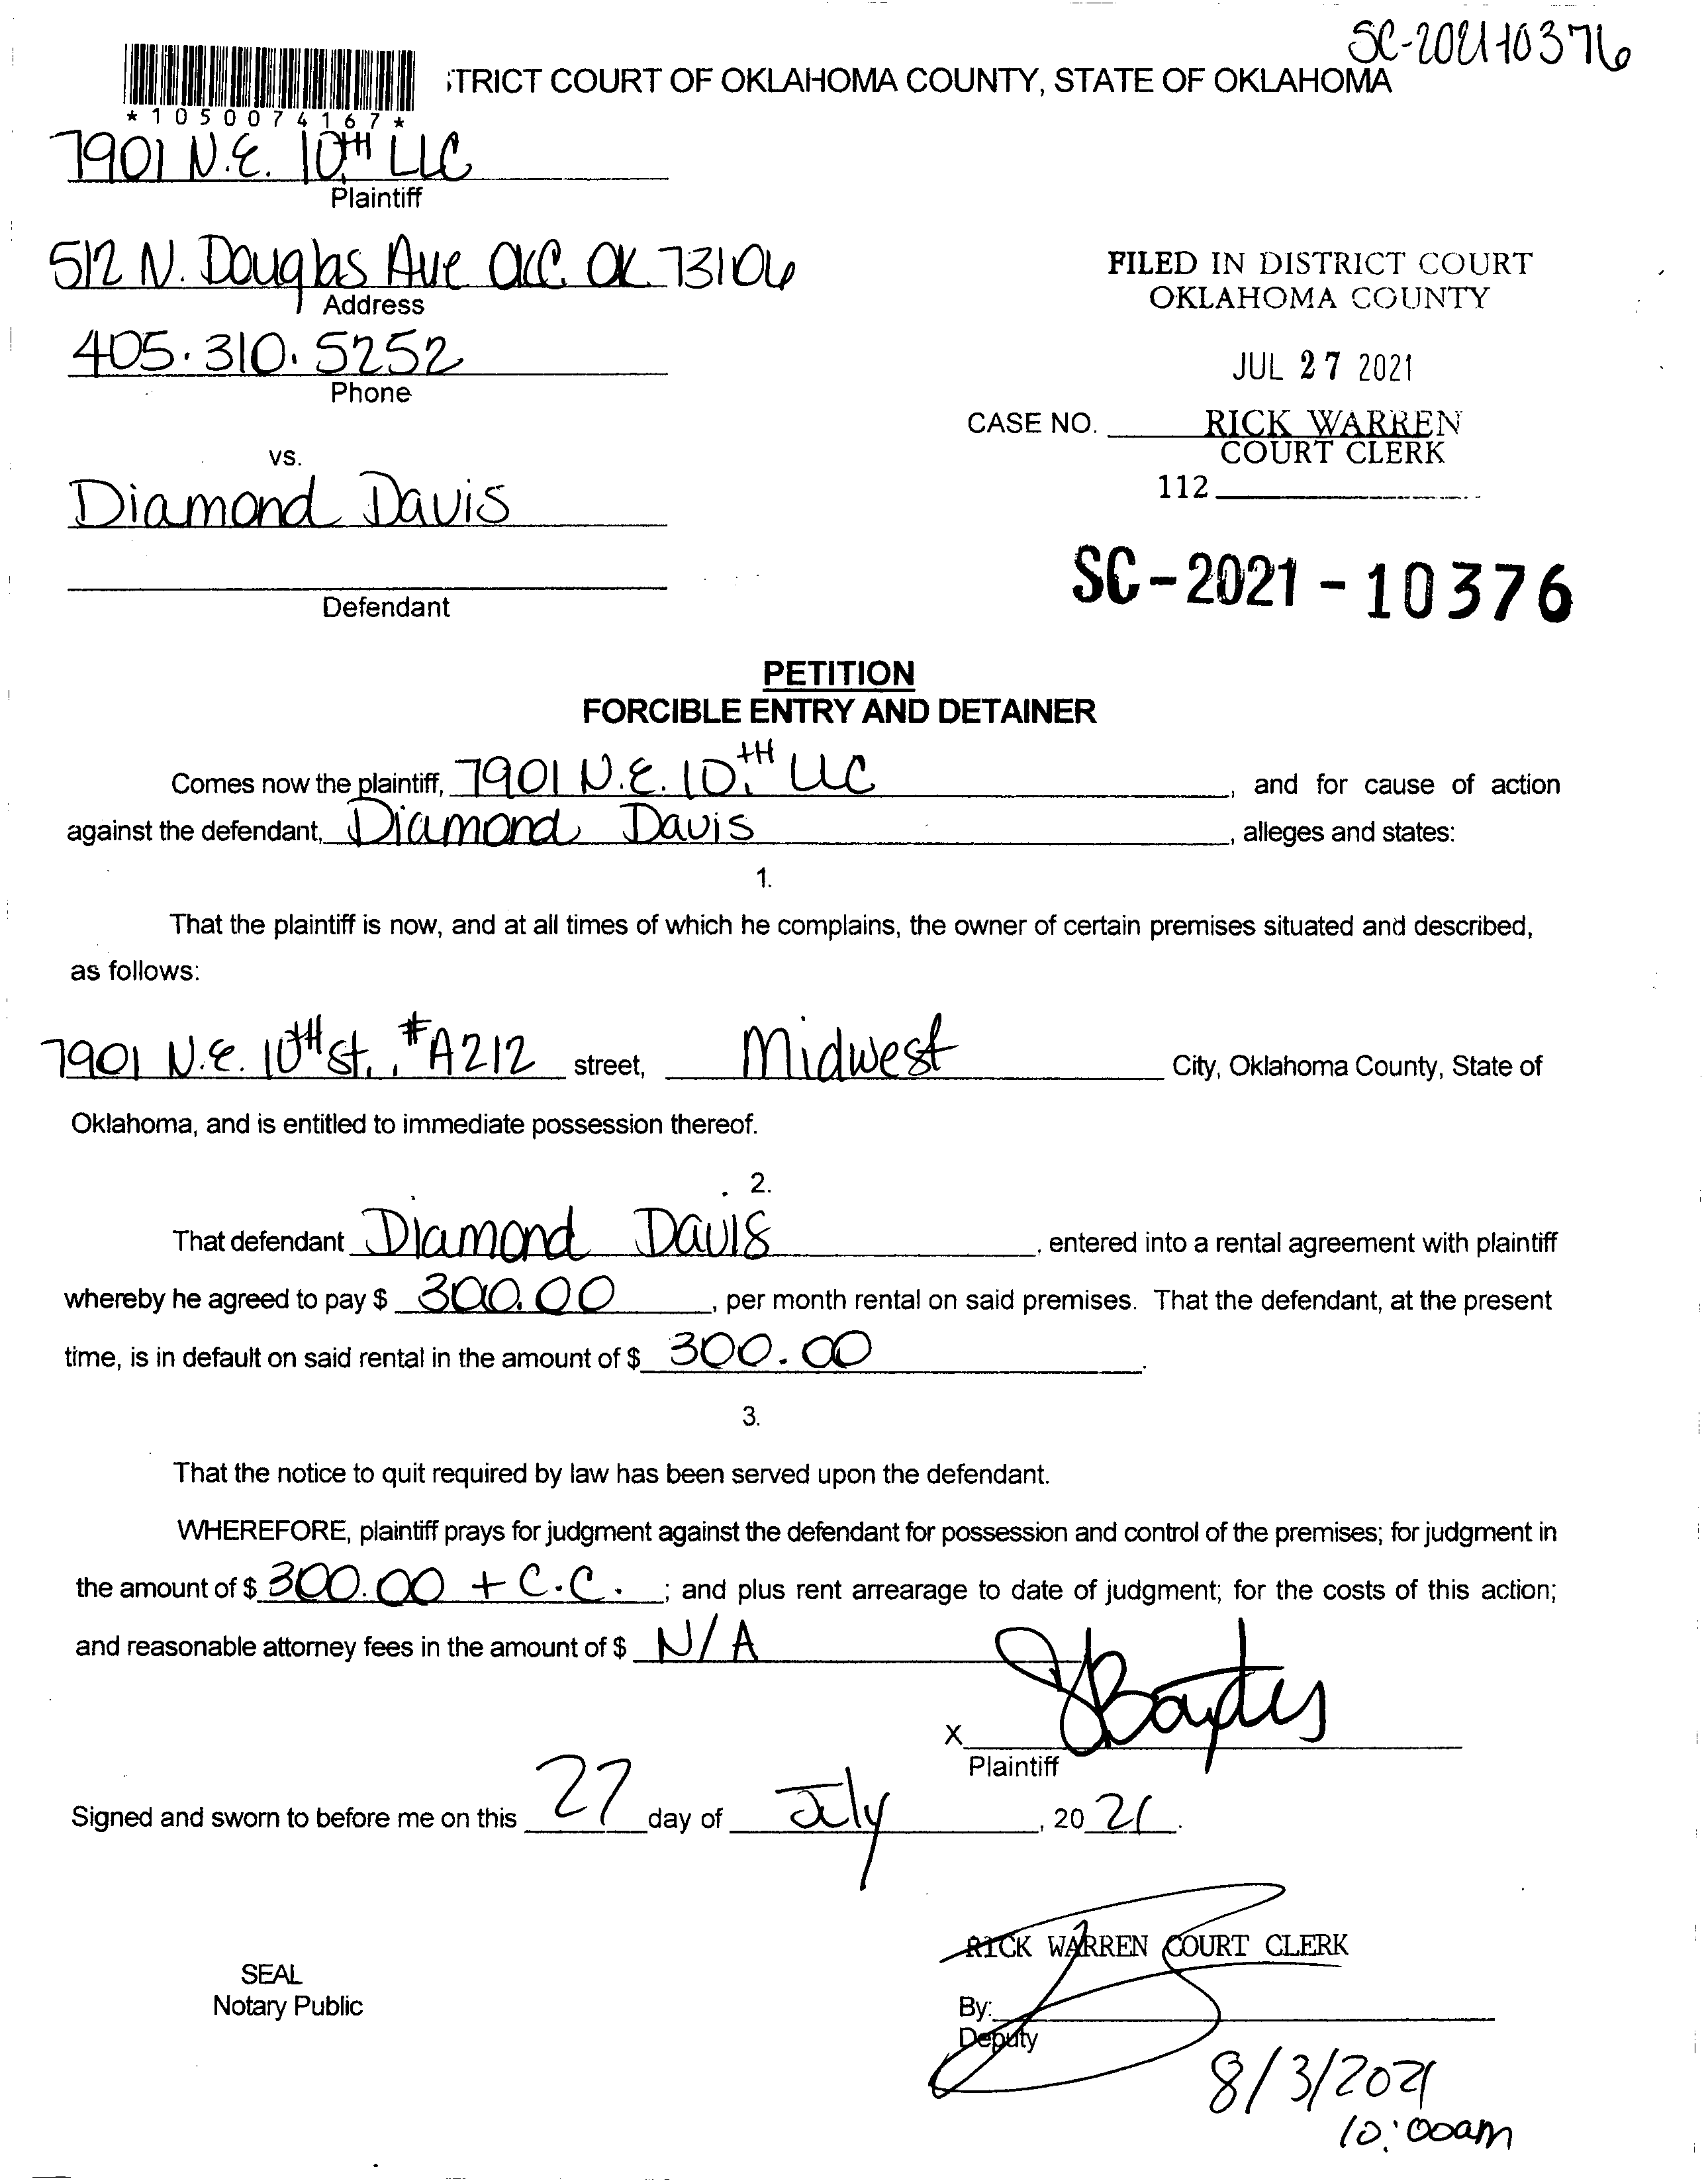 SC-2021-10376
TRICT COURT OF OKLAHOMA COUNTY, STATE OF OKLAHOMA
*1050074167*
7901 N.E. 10TH LLC
Plaintiff
512 N. Douglas Ave OKC. OK 73106
Address
FILED IN DISTRICT COURT
OKLAHOMA COUNTY
405.310.5252
Phone
JUL 27 2021
CASE NO. RICK WARREN
COURT CLERK
vs.
112
Diamond Davis
Defendant
SC-2021-10376
PETITION
FORCIBLE ENTRY AND DETAINER
Comes now the plaintiff, 7901 N.E. 10.TH LLC, and for cause of action
against the defendant, Diamond Davis, alleges and states:
1.
That the plaintiff is now, and at all times of which he complains, the owner of certain premises situated and described,
as follows:
7901 N.E. 10TH St., #A212 street, Midwest City, Oklahoma County, State of
Oklahoma, and is entitled to immediate possession thereof.
2.
That defendant Diamond Davis, entered into a rental agreement with plaintiff
whereby he agreed to pay $ 300.00, per month rental on said premises. That the defendant, at the present
time, is in default on said rental in the amount of $ 300.00.
3.
That the notice to quit required by law has been served upon the defendant.
WHEREFORE, plaintiff prays for judgment against the defendant for possession and control of the premises; for judgment in
the amount of $ 300.00 + C.C. ; and plus rent arrearage to date of judgment; for the costs of this action;
and reasonable attorney fees in the amount of $ N/A
X
Plaintiff
Signed and sworn to before me on this 27 day of July, 2021.
RICK WARREN COURT CLERK
SEAL
Notary Public
By:
Deputy
8/3/2021
10:00am